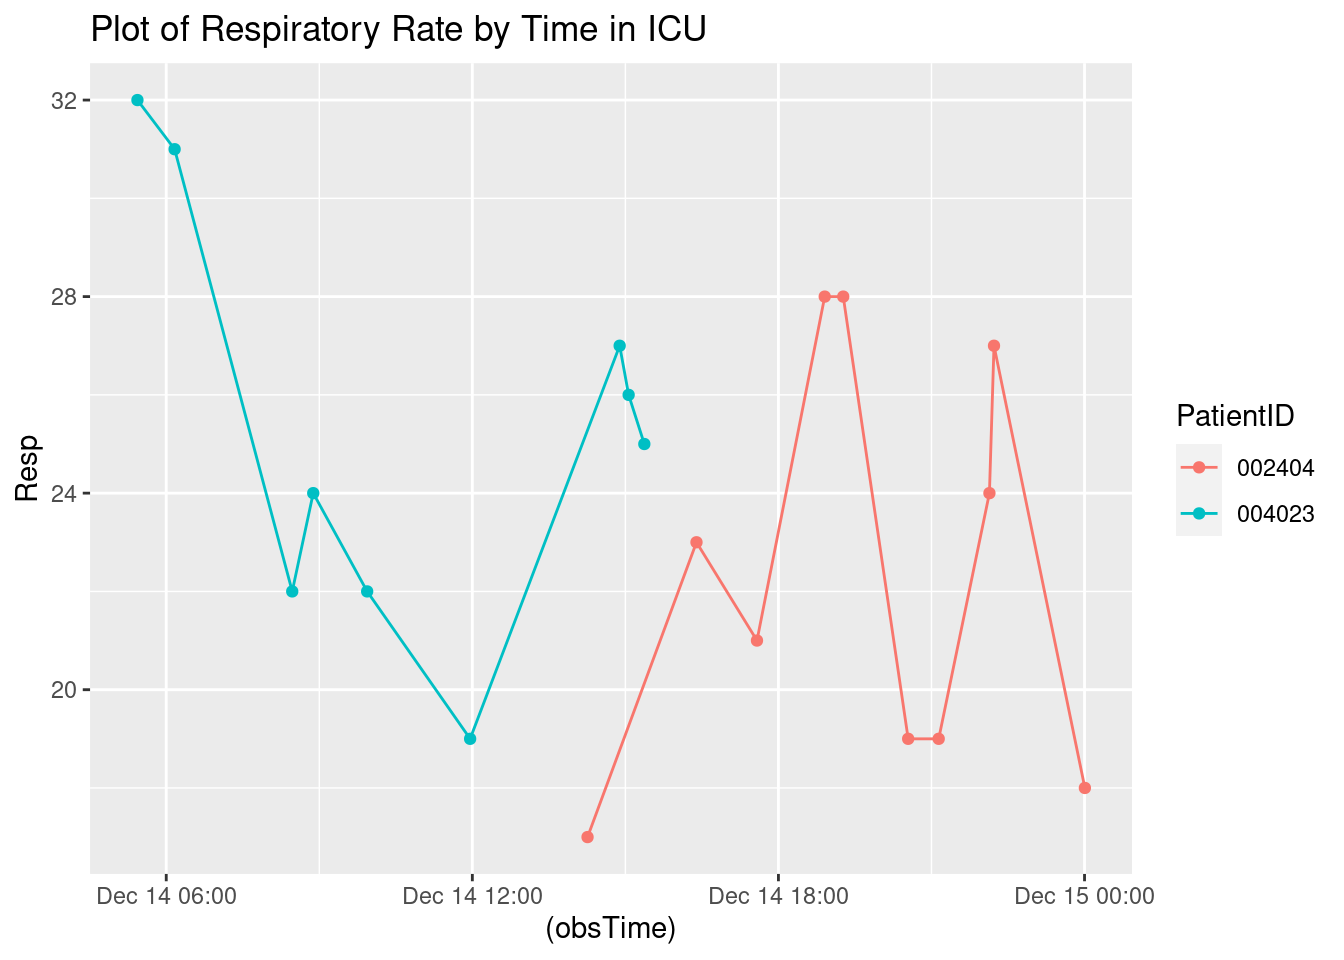 Plot of Respiratory Rate by Time in ICU
32
28
24
20
Resp
Dec 14 06:00
Dec 14 12:00
Dec 14 18:00
Dec 15 00:00
(obsTime)
PatientID
002404
004023